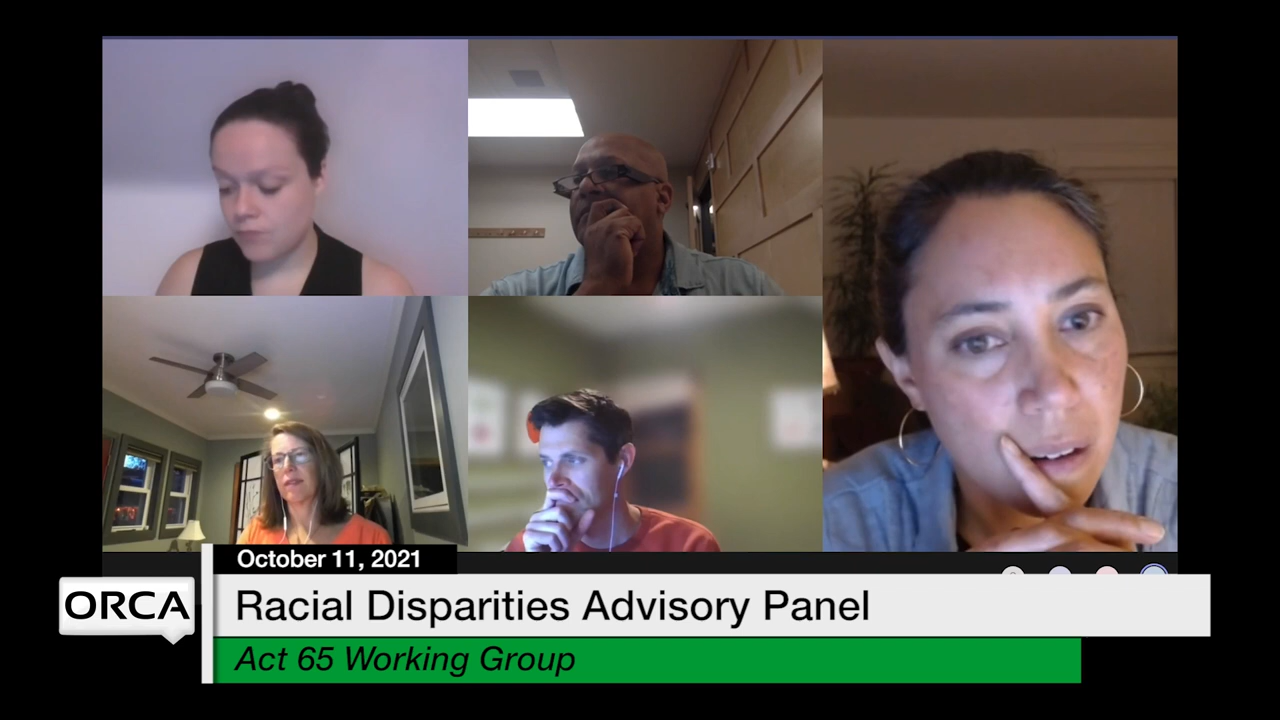 October 11, 2021
ORCA
Racial Disparities Advisory Panel
Act 65 Working Group